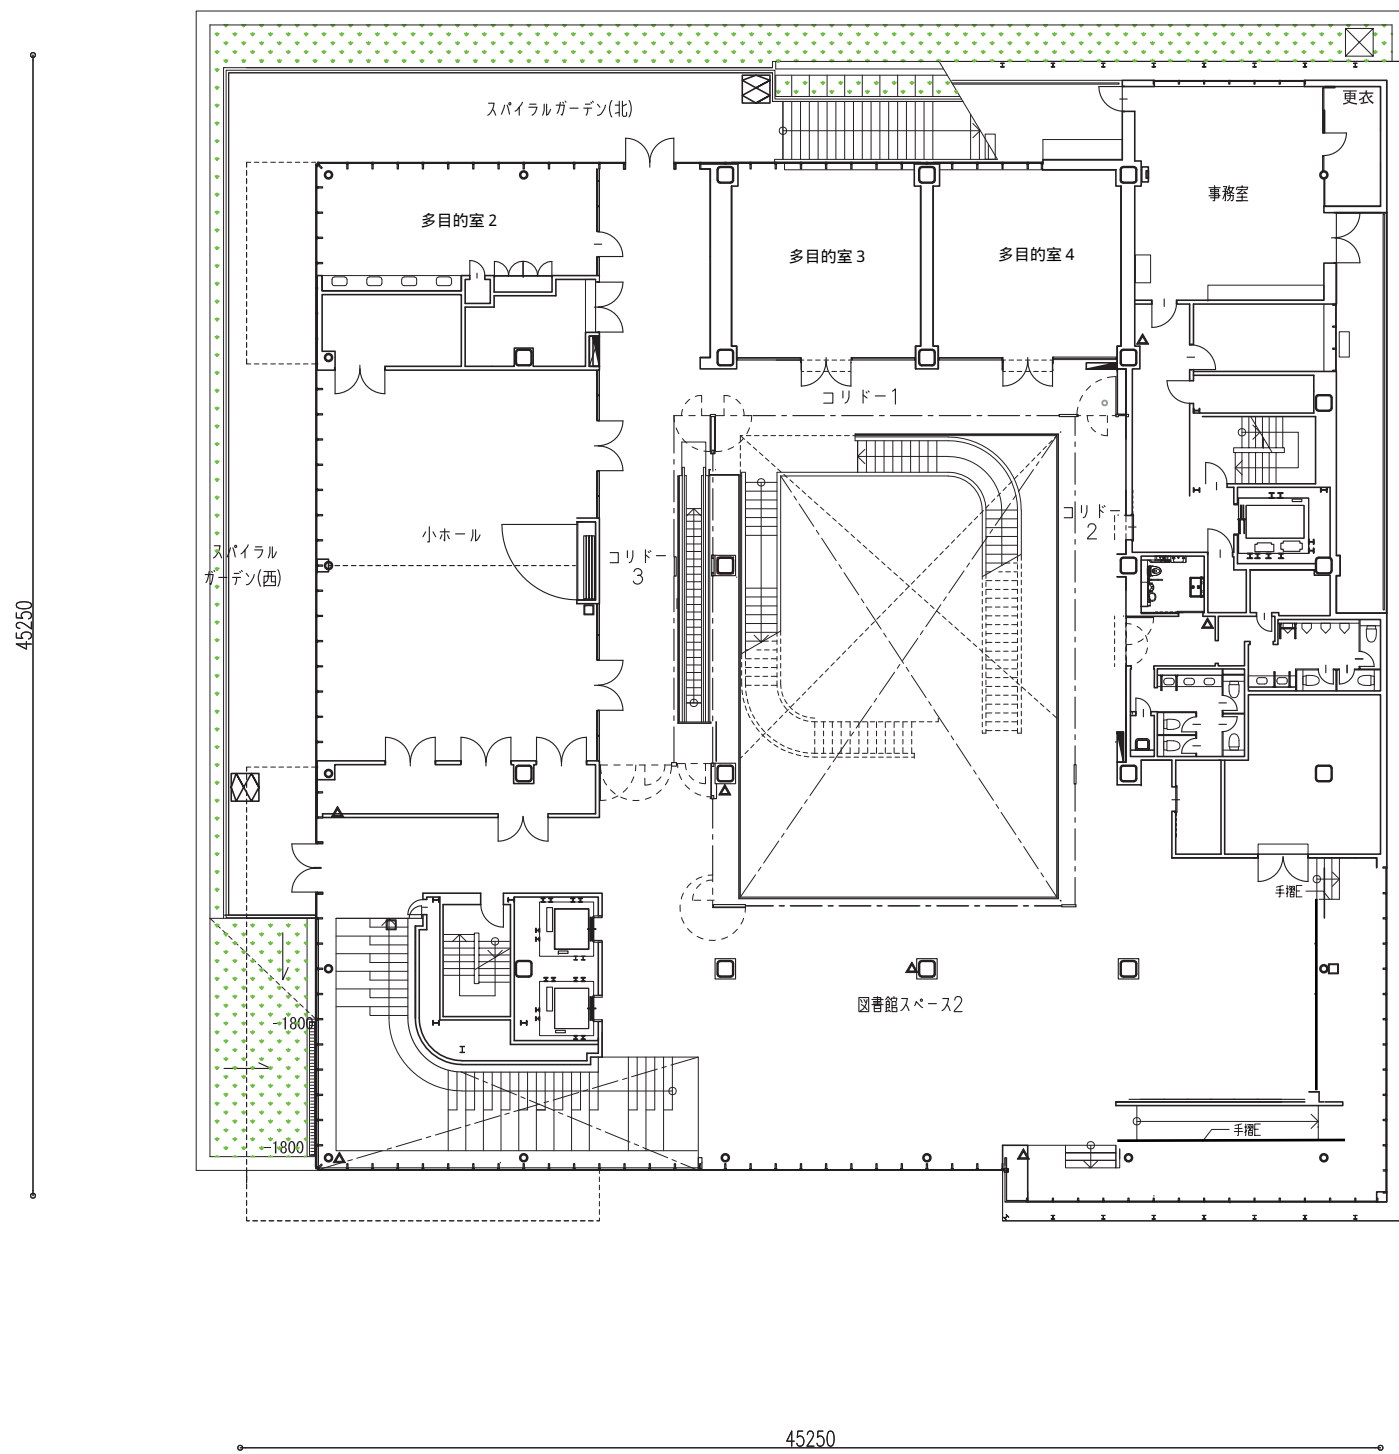 スパイラルガーデン(北)
更衣
事務室
多目的室2
多目的室3
多目的室4
コリドー1
コリドー
2
小ホール
コリドー
3
スパイラル
ガーデン(西)
45250
手摺E
図書館スペース2
-1800
手摺E
-1800
45250